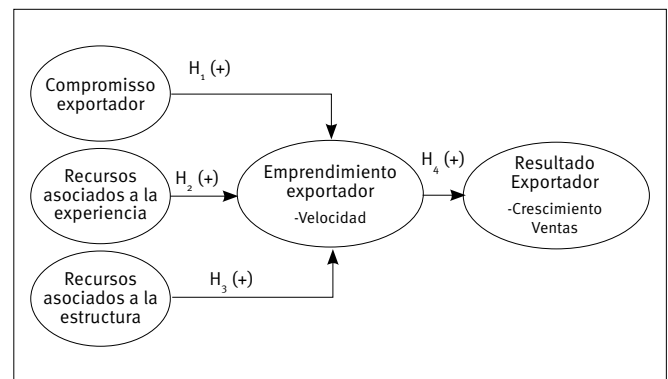 Compromisso
exportador
H₁ (+)
Recursos
asociados a la
experiencia
H₂ (+)
Recursos
asociados a la
estructura
H₃ (+)
Emprendimiento
exportador
-Velocidad
H₄ (+)
Resultado
Exportador
-Crescimiento
Ventas